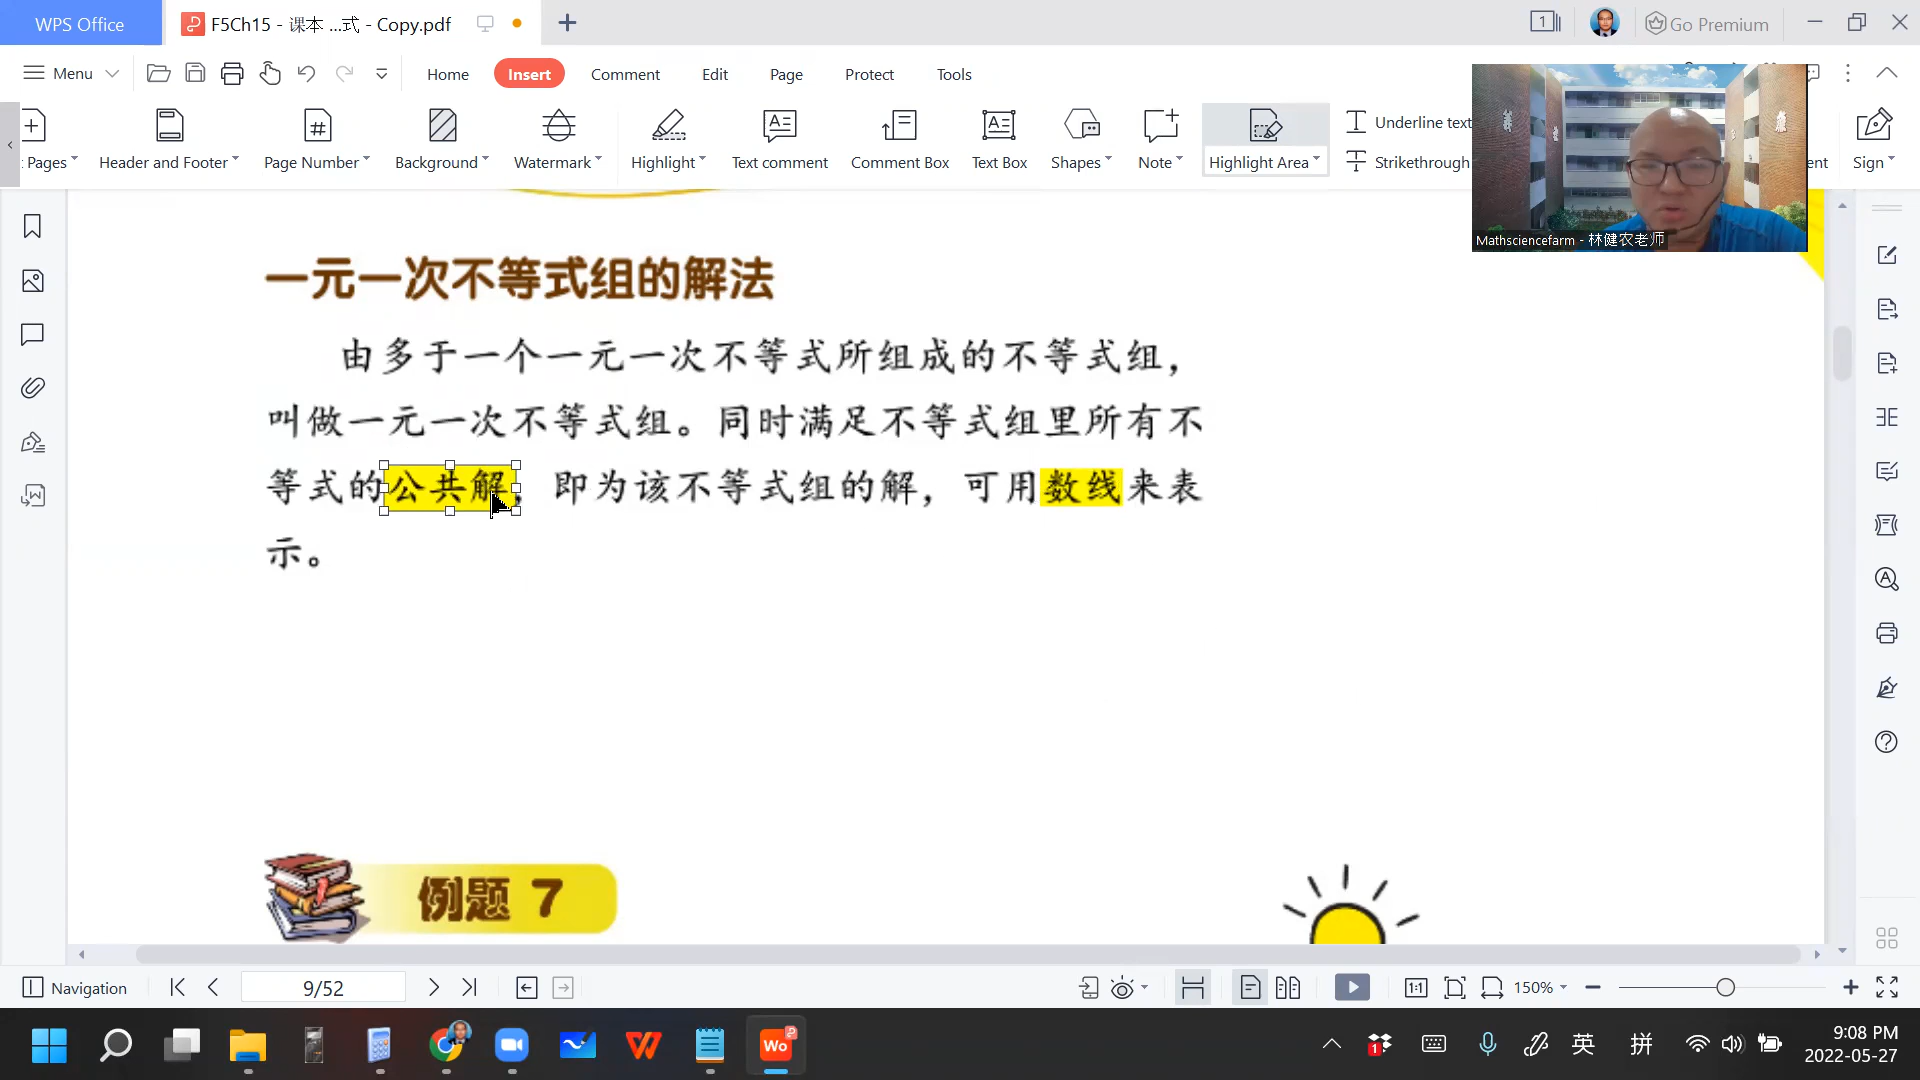 WPS Office
F5Ch15 - 课本 ...式 - Copy.pdf
1
Go Premium
Menu
Home
Insert
Comment
Edit
Page
Protect
Tools
Pages
Header and Footer
Page Number
Background
Watermark
Highlight
Text comment
Comment Box
Text Box
Shapes
Note
Highlight Area
Underline text
Strikethrough
Sign
Mathsciencefarm - 林健农老师
一元一次不等式组的解法
由多于一个一元一次不等式所组成的不等式组，
叫做一元一次不等式组。同时满足不等式组里所有不
等式的公共解，即为该不等式组的解，可用数线来表
示。
例题 7
Navigation
9/52
1:1
150%
Wo
1
英
拼
9:08 PM
2022-05-27